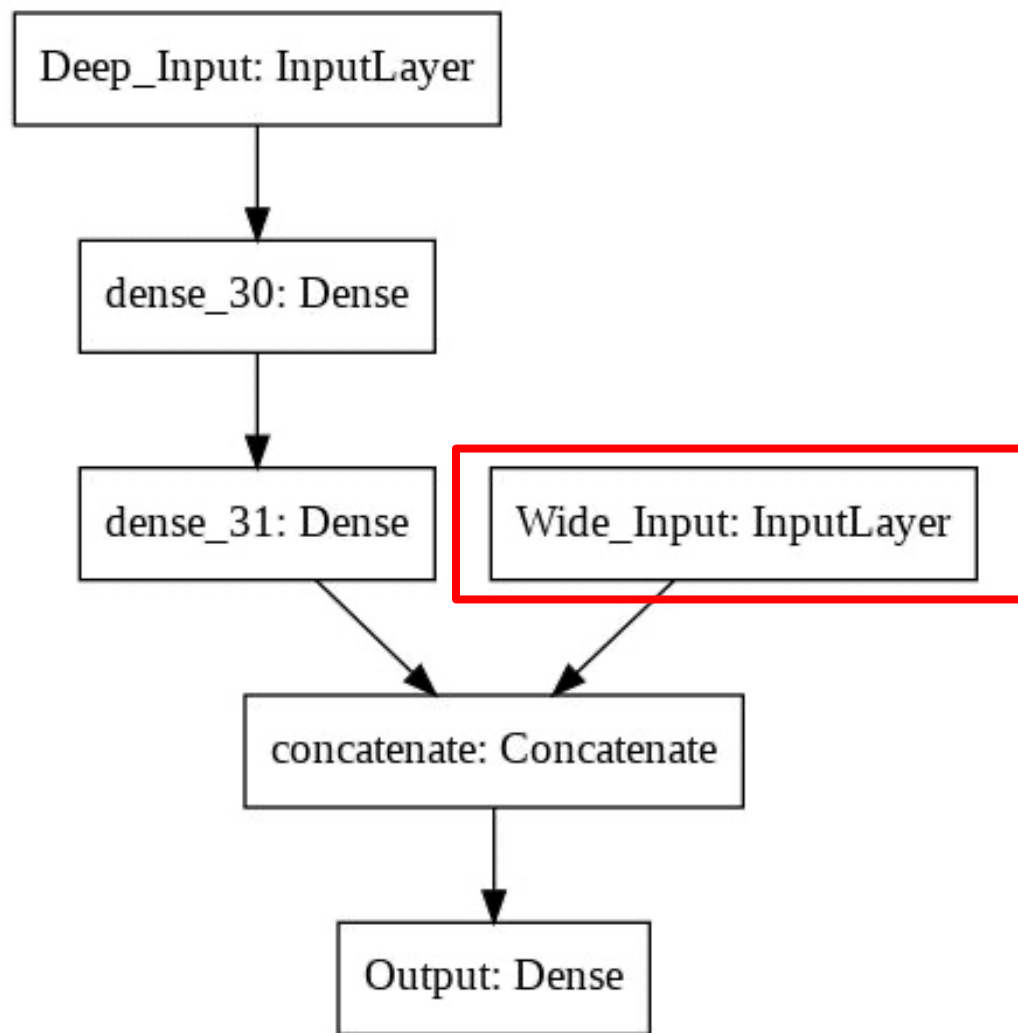 Deep_Input: InputLayer
dense_30: Dense
dense_31: Dense
Wide_Input: InputLayer
concatenate: Concatenate
Output: Dense